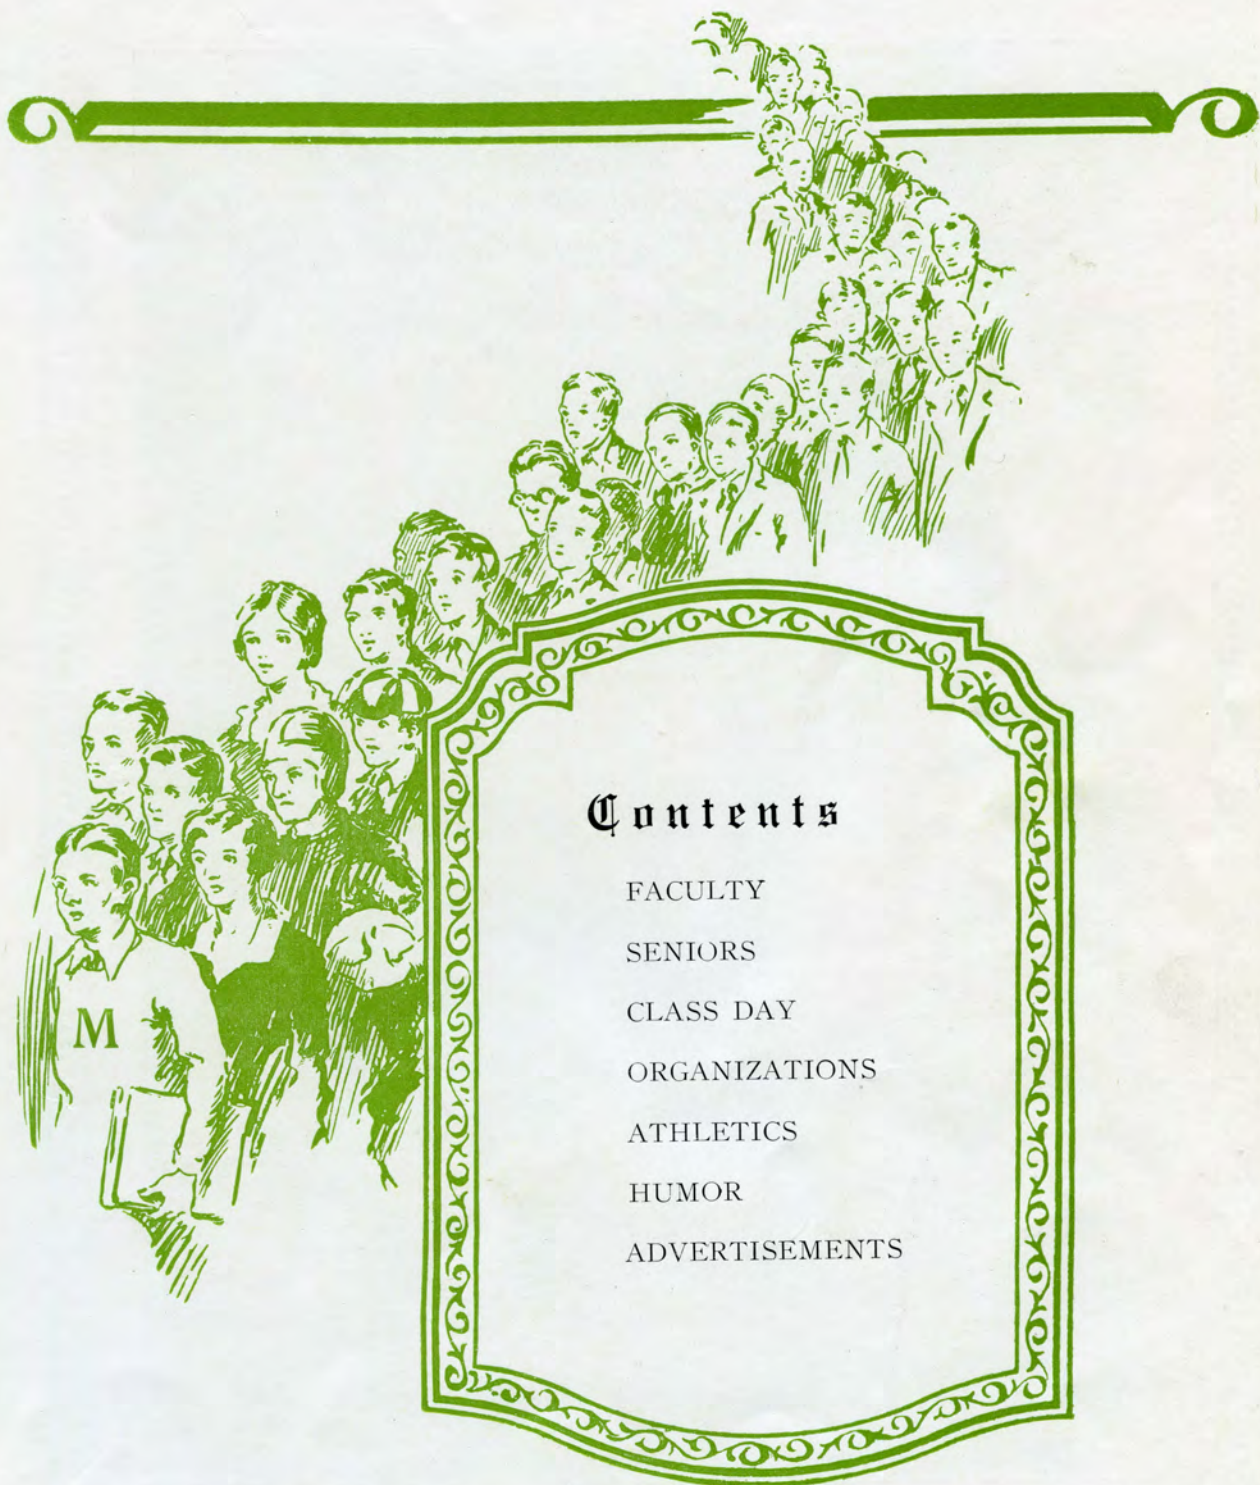 Contents
FACULTY
SENIORS
CLASS DAY
ORGANIZATIONS
ATHLETICS
HUMOR
ADVERTISEMENTS
M